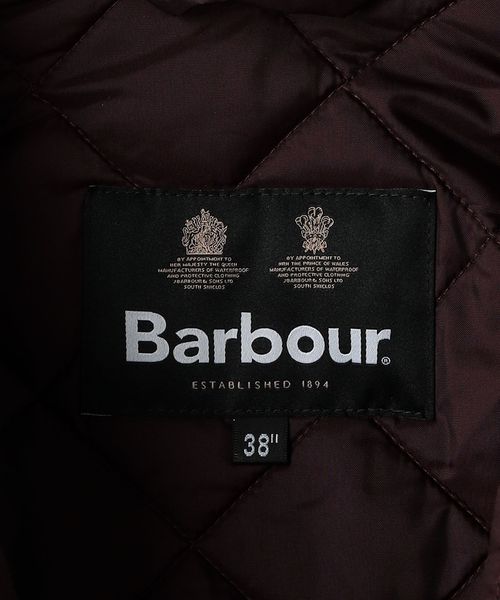 BY APPOINTMENT TO
HER MAJESTY THE QUEEN
MANUFACTURERS OF WATERPROOF
AND PROTECTIVE CLOTHING
J BARBOUR & SONS LTD
SOUTH SHIELDS
BY APPOINTMENT TO
HRH THE PRINCE OF WALES
MANUFACTURERS OF WATERPROOF
AND PROTECTIVE CLOTHING
J BARBOUR & SONS LTD
SOUTH SHIELDS
Barbour®
ESTABLISHED 1894
38"